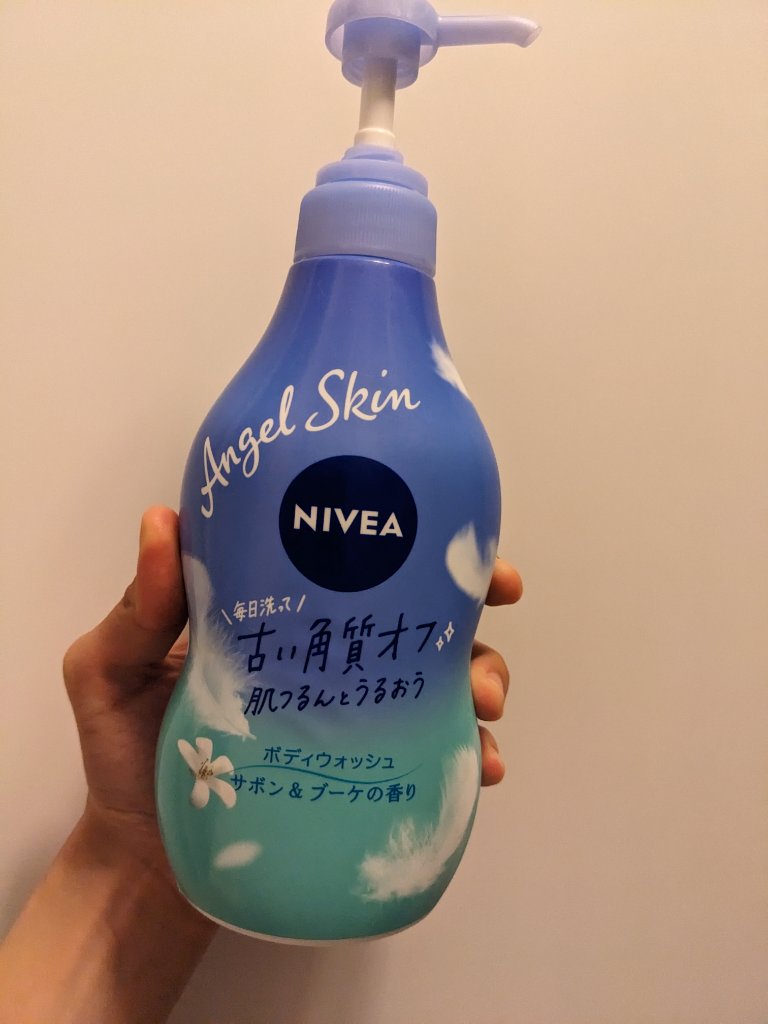 Angel Skin
NIVEA
\ 毎日洗って /
古い角質オフ
肌つるんとうるおう
ボディウォッシュ
サボン&ブーケの香り